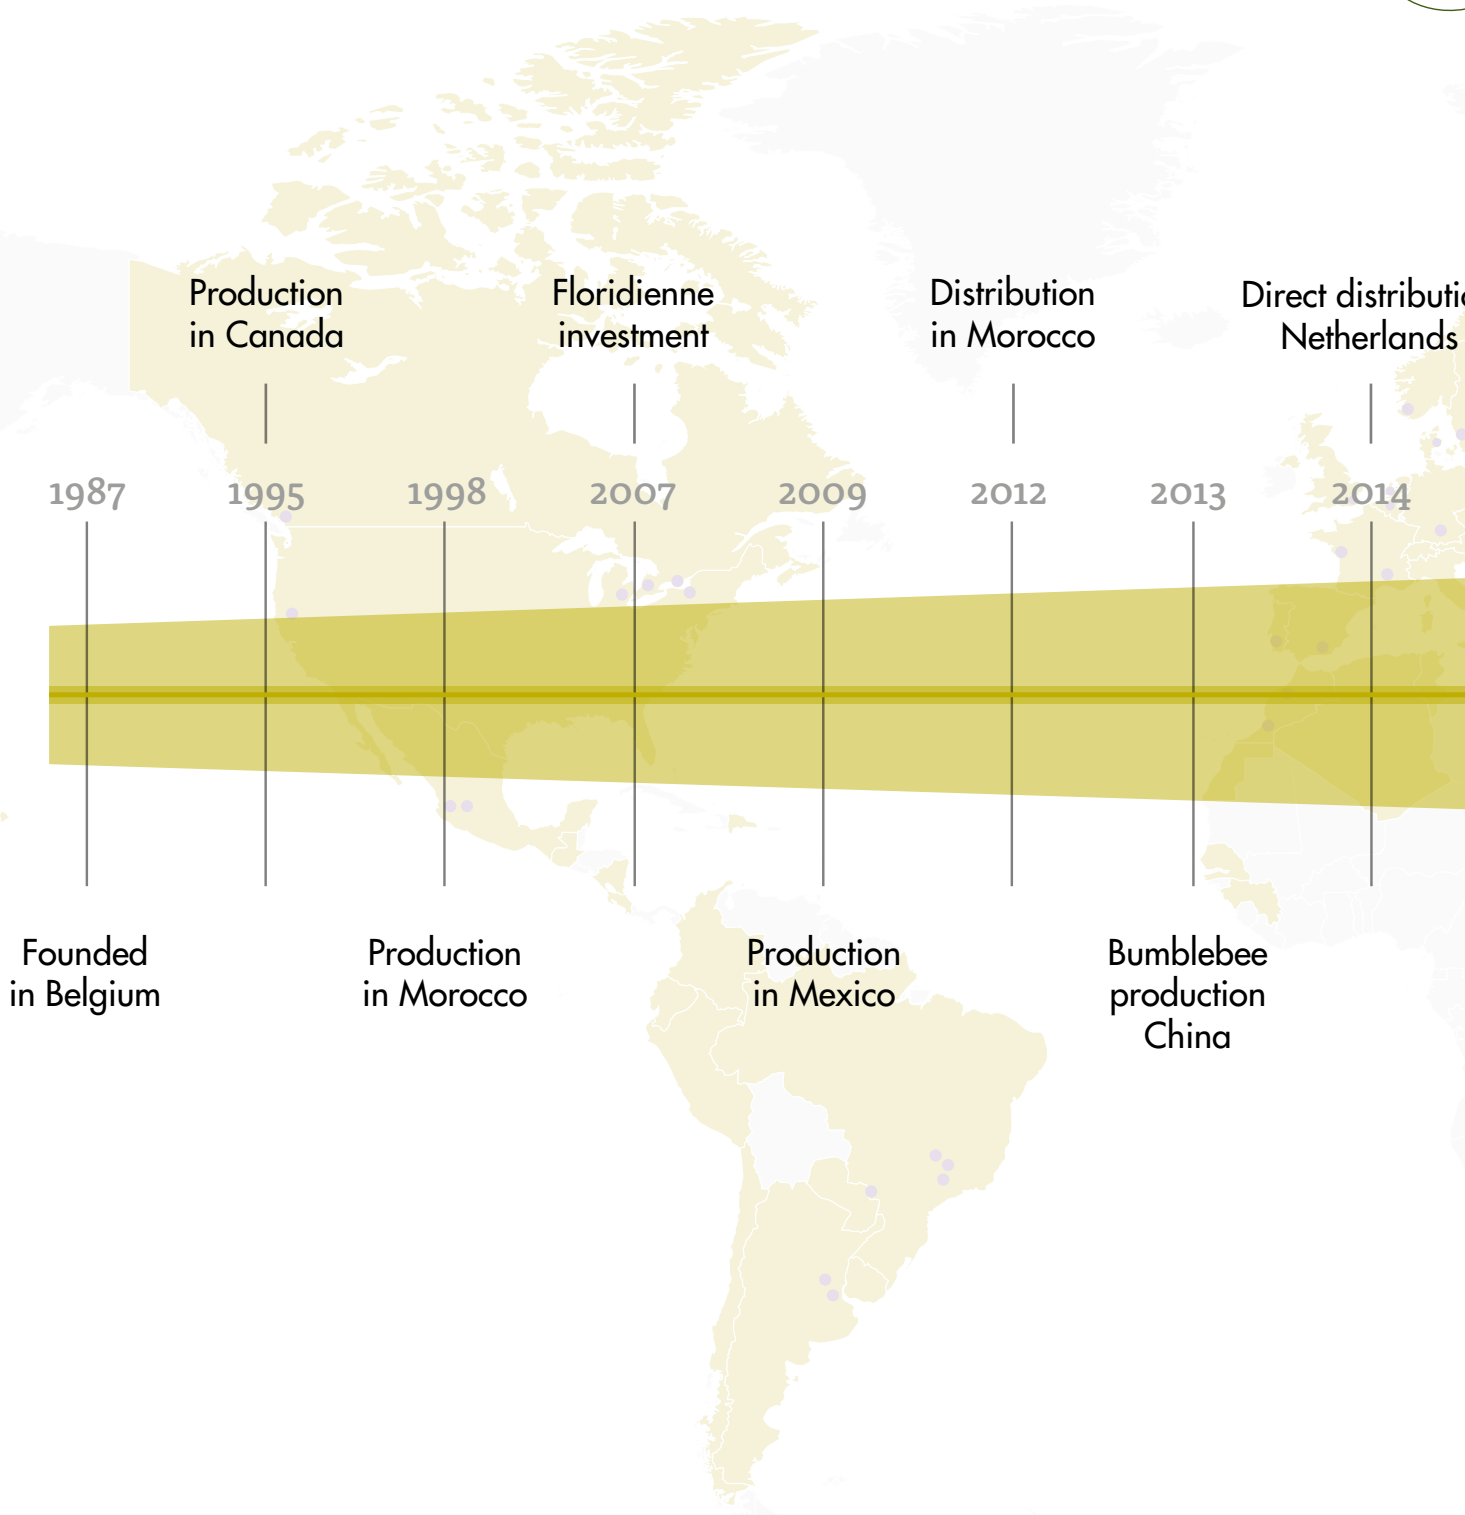 Production
in Canada
Floridienne
investment
Distribution
in Morocco
Direct
Netherlands
1987
1995
1998
2007
2009
2012
2013
2014
Founded
in Belgium
Production
in Morocco
Production
in Mexico
Bumblebee
production
China